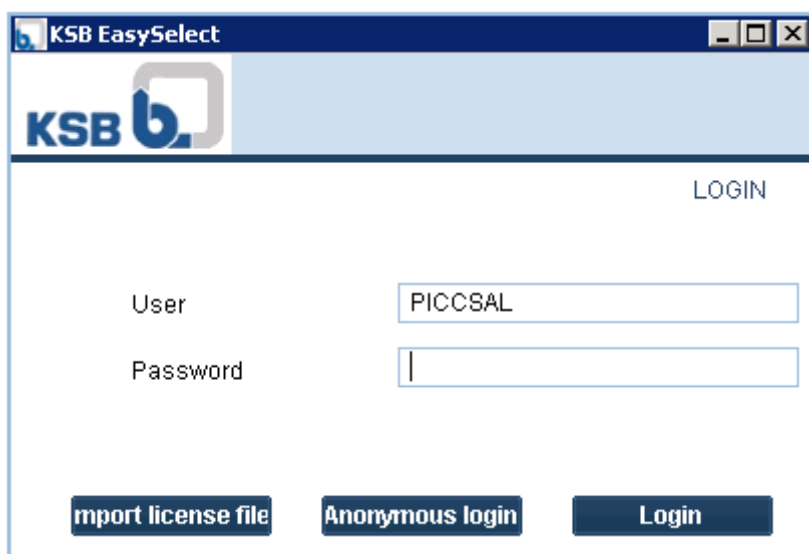 KSB EasySelect
KSB b.
LOGIN
User PICCSAL
Password
mport license file Anonymous login Login